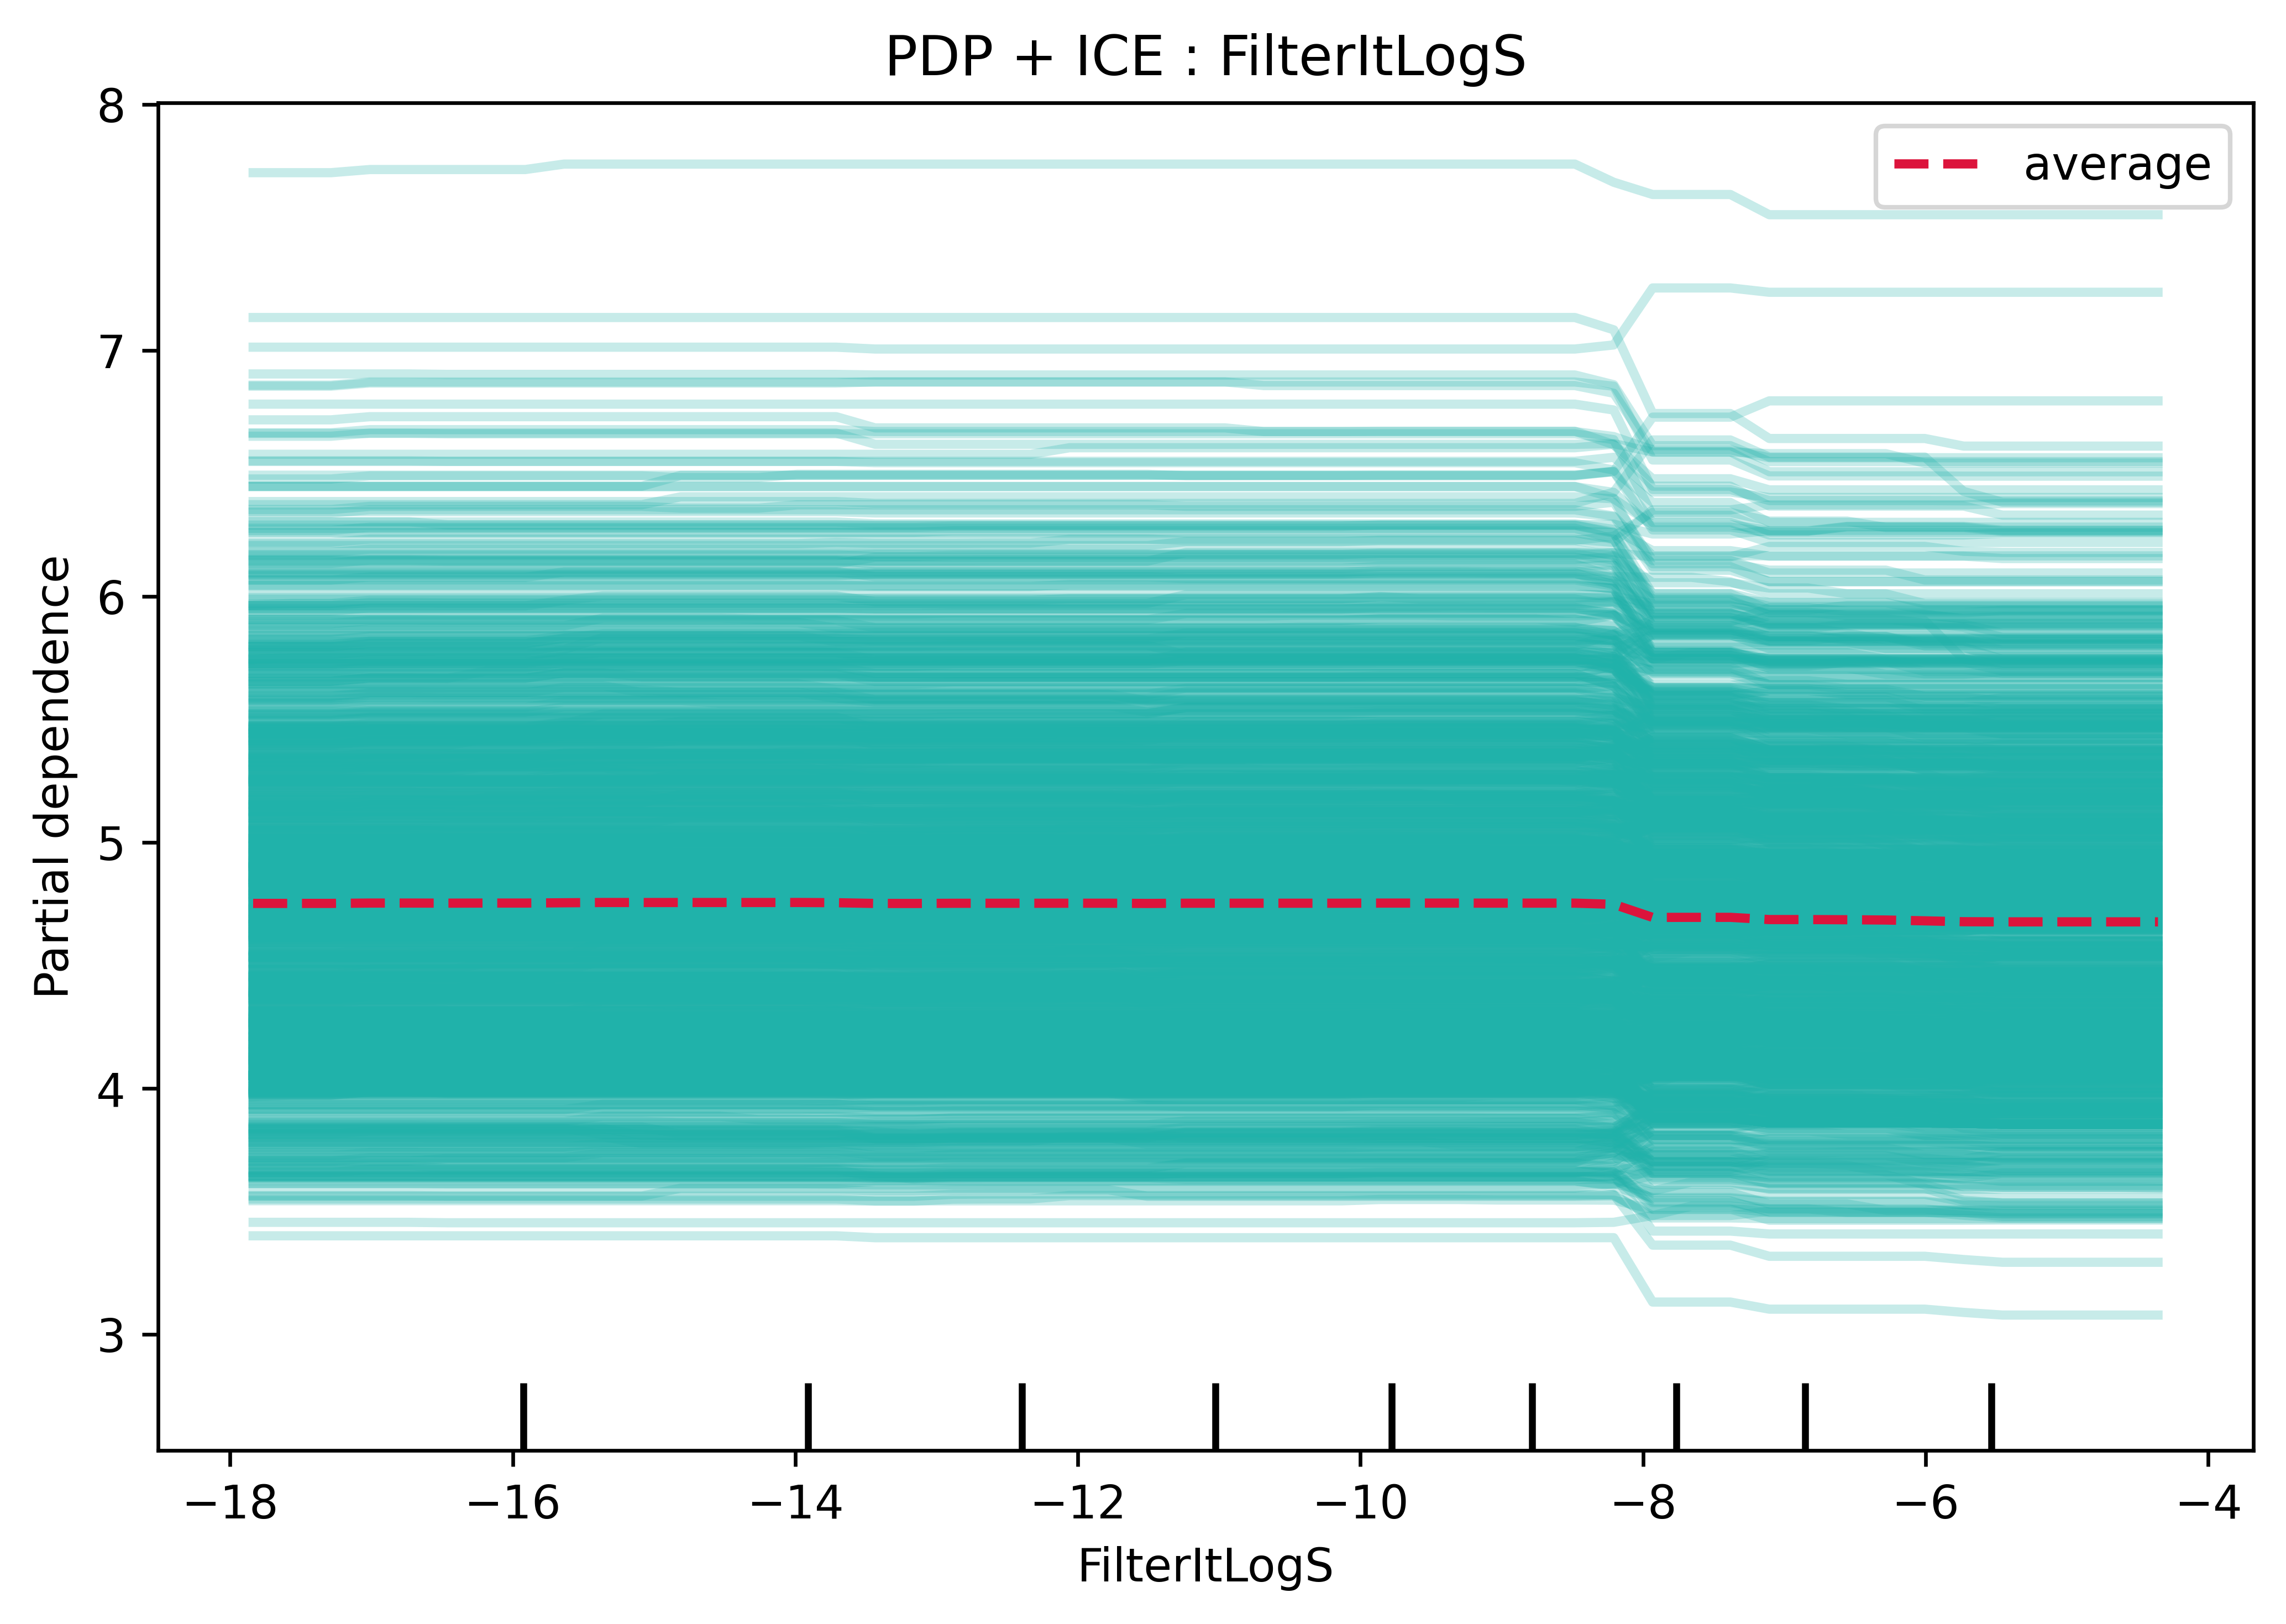 PDP + ICE : FilterItLogS
average
Partial dependence
8
7
6
5
4
3
−18 −16 −14 −12 −10 −8 −6 −4
FilterItLogS